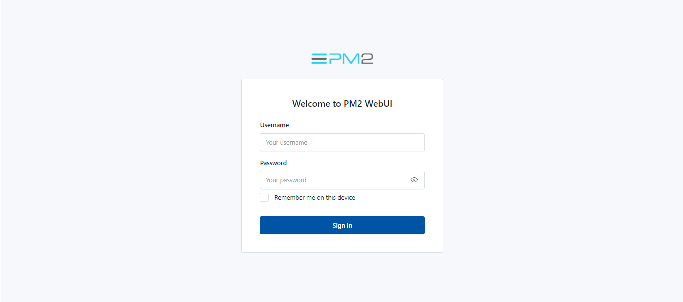 PM2
Welcome to PM2 WebUI
Username
Your username
Password
Your password
Remember me on this device
Sign in